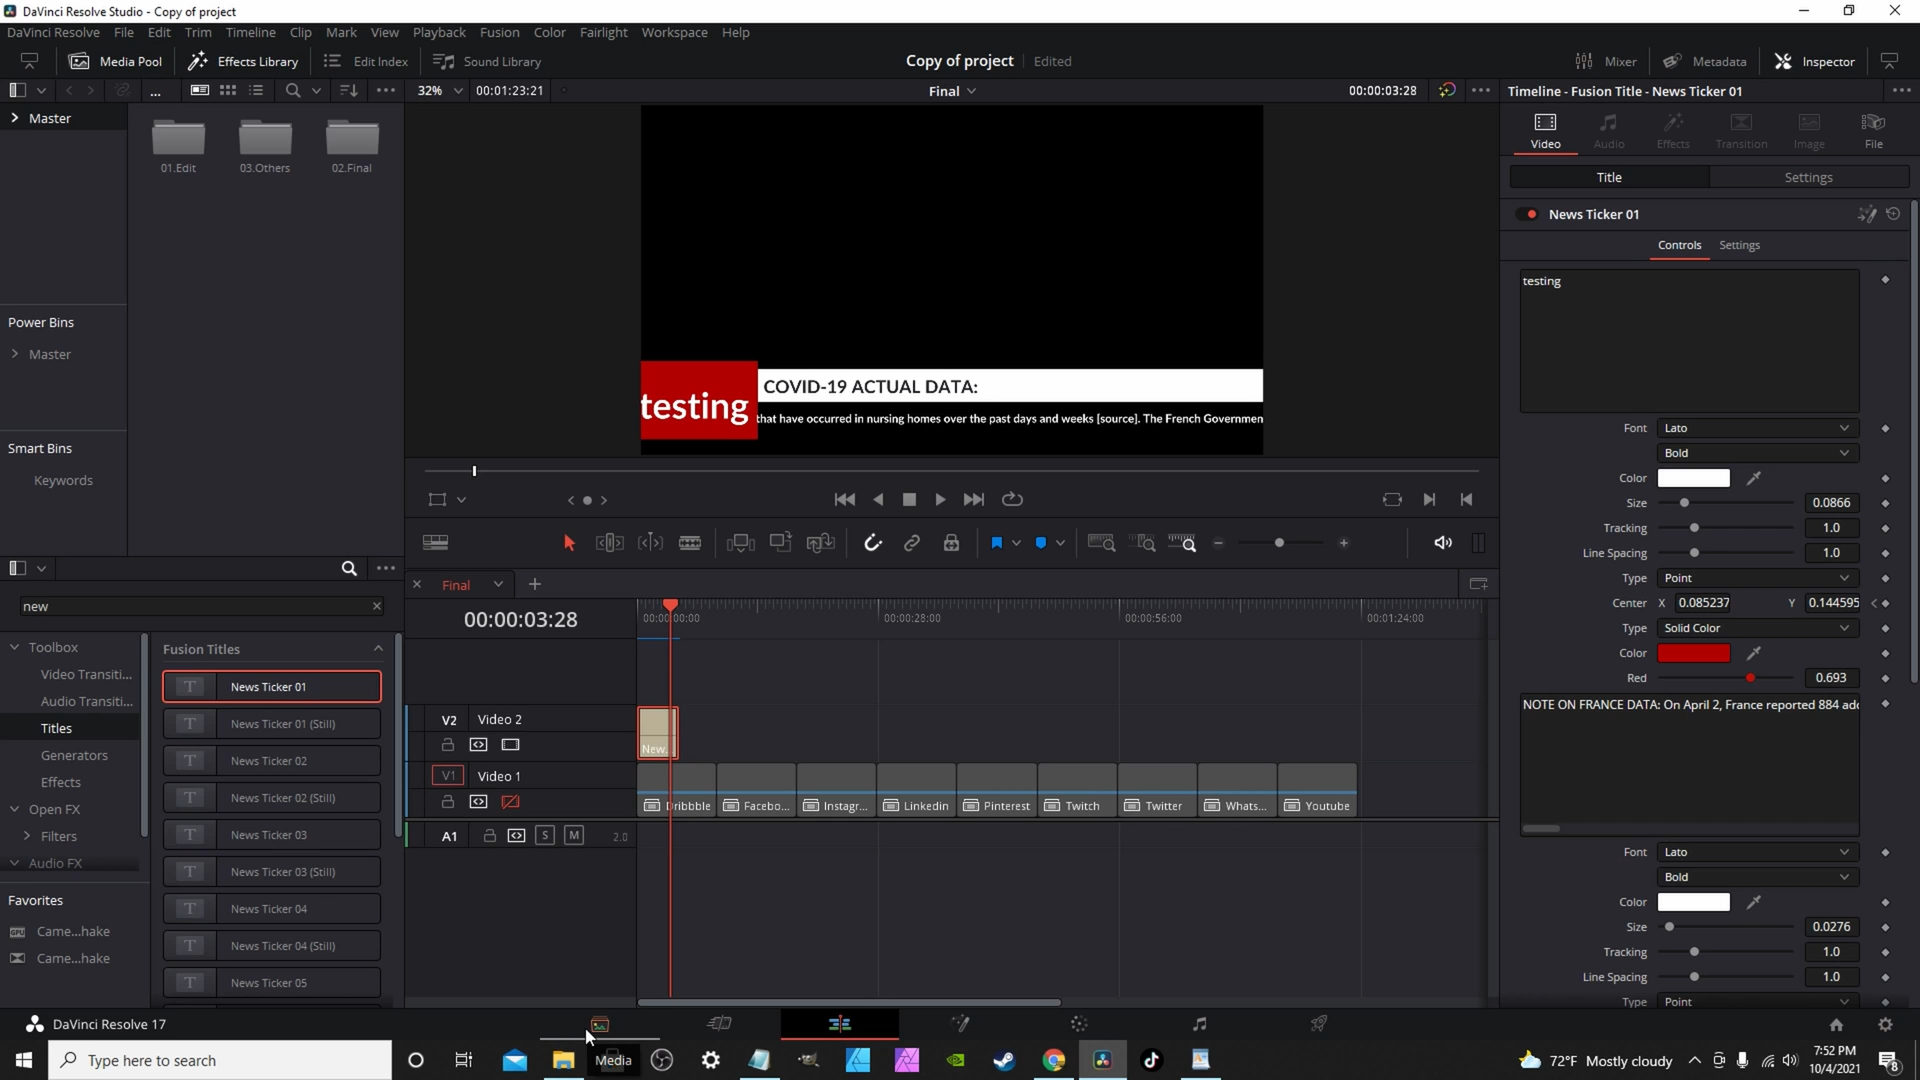 DaVinci Resolve Studio - Copy of project
DaVinci Resolve File Edit Trim Timeline Clip Mark View Playback Fusion Color Fairlight Workspace Help
Media Pool Effects Library Edit Index Sound Library Copy of project Edited Mixer Metadata Inspector
... 32% 00:01:23:21 Final 00:00:03:28 Timeline - Fusion Title - News Ticker 01
Master
01.Edit 03.Others 02.Final
Power Bins
Master
Smart Bins
Keywords
testing
COVID-19 ACTUAL DATA:
that have occurred in nursing homes over the past days and weeks [source]. The French Governmen
Video Audio Effects Transition Image File
Title Settings
News Ticker 01
Controls Settings
testing
Font Lato
Bold
Color
Size 0.0866
Tracking 1.0
Line Spacing 1.0
Type Point
Center X 0.085237 Y 0.144595
Type Solid Color
Color
Red 0.693
NOTE ON FRANCE DATA: On April 2, France reported 884 add
Font Lato
Bold
Color
Size 0.0276
Tracking 1.0
Line Spacing 1.0
Type Point
new
Toolbox
Video Transiti...
Audio Transiti...
Titles
Generators
Effects
Open FX
Filters
Audio FX
Favorites
Came...hake
Came...hake
Fusion Titles
News Ticker 01
News Ticker 01 (Still)
News Ticker 02
News Ticker 02 (Still)
News Ticker 03
News Ticker 03 (Still)
News Ticker 04
News Ticker 04 (Still)
News Ticker 05
Final
00:00:03:28
00:00:00:00 00:00:28:00 00:00:56:00 00:01:24:00
V2 Video 2
New...
V1 Video 1
Dribbble Facebo... Instagr... Linkedin Pinterest Twitch Twitter Whats... Youtube
A1 S M 2.0
DaVinci Resolve 17
Type here to search
Media
72°F Mostly cloudy
7:52 PM
10/4/2021
8